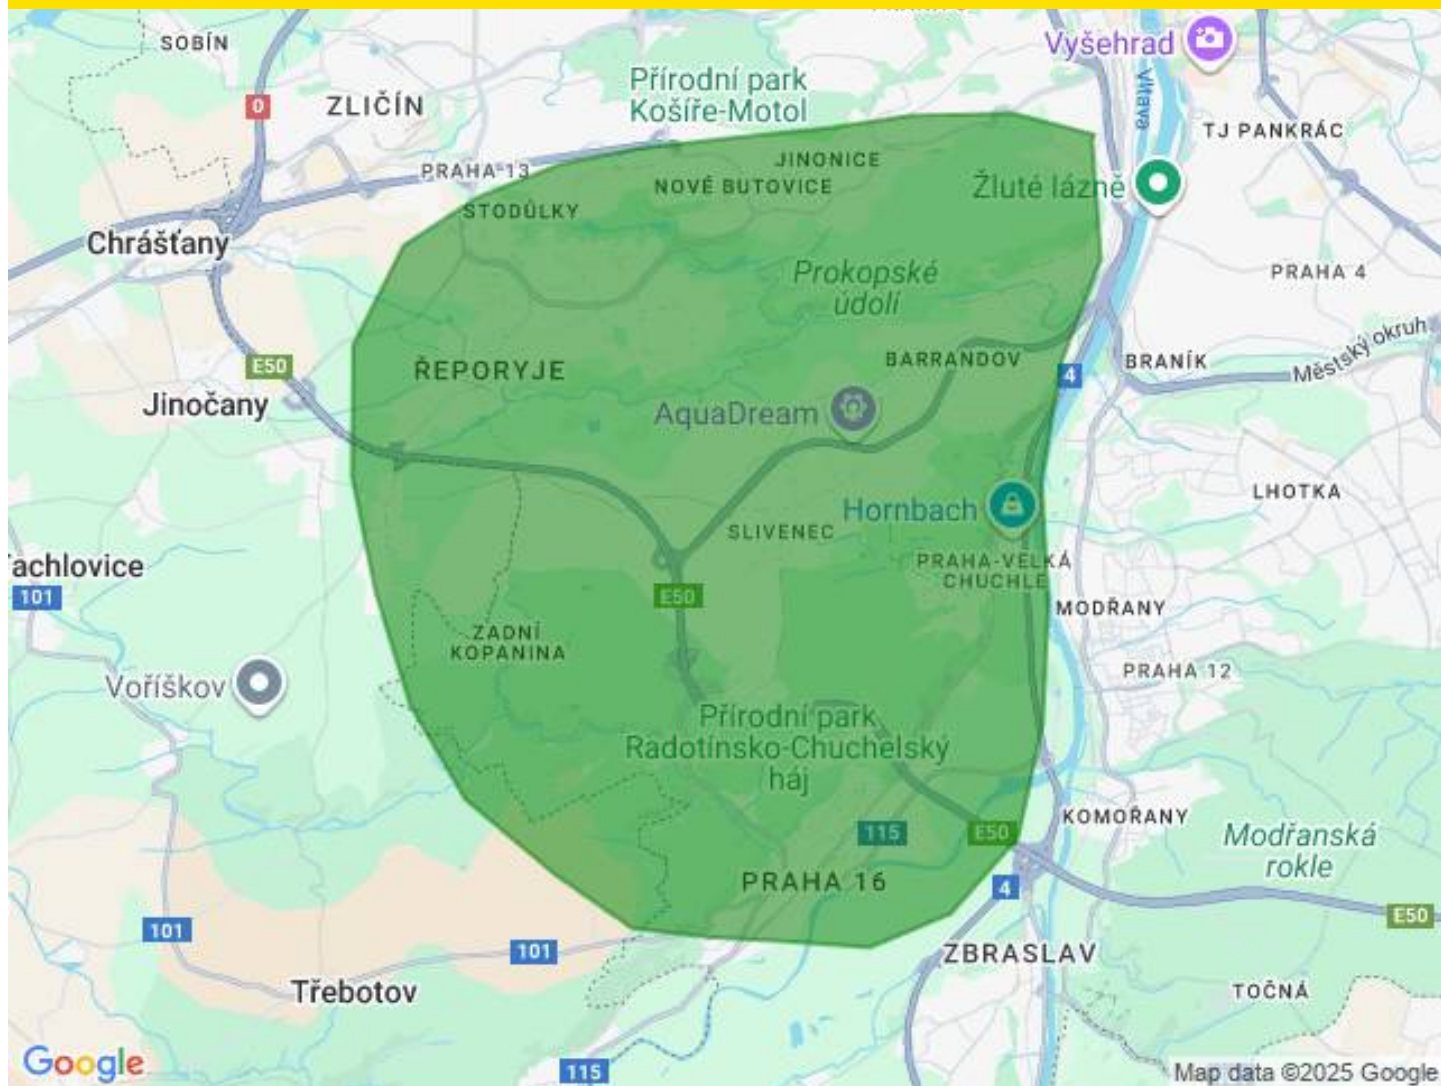 SOBÍN
Vyšehrad
Přírodní park
Košíře-Motol
0
ZLIČÍN
Vltava
TJ PANKRÁC
PRAHA 13
JINONICE
NOVÉ BUTOVICE
Žluté lázně
STODŮLKY
Chrášťany
Prokopské
údolí
PRAHA 4
E50
ŘEPORYJE
BARRANDOV
4
BRANÍK
Městský okruh
Jinočany
AquaDream
Hornbach
LHOTKA
SLIVENEC
achlovice
PRAHA-VELKÁ
CHUCHLE
101
E50
MODŘANY
ZADNÍ
KOPANINA
PRAHA 12
Voříškov
Přírodní park
Radotínsko-Chuchelský
háj
KOMOŘANY
115
E50
Modřanská
rokle
PRAHA 16
4
E50
101
101
ZBRASLAV
Třebotov
TOČNÁ
Google
115
Map data ©2025 Google